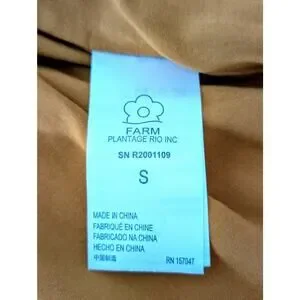 FARM
PLANTAGE RIO INC
SN R2001109
S
MADE IN CHINA
FABRIQUÉ EN CHINE
FABRICADO NA CHINA
HECHO EN CHINA
中国制造
RN 157047